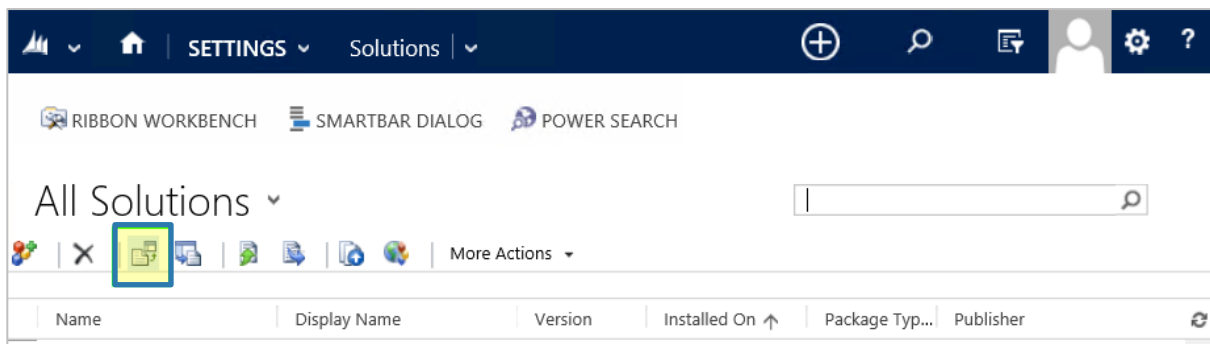 SETTINGS Solutions ?
RIBBON WORKBENCH SMARTBAR DIALOG POWER SEARCH
All Solutions
More Actions
Name Display Name Version Installed On Package Typ... Publisher